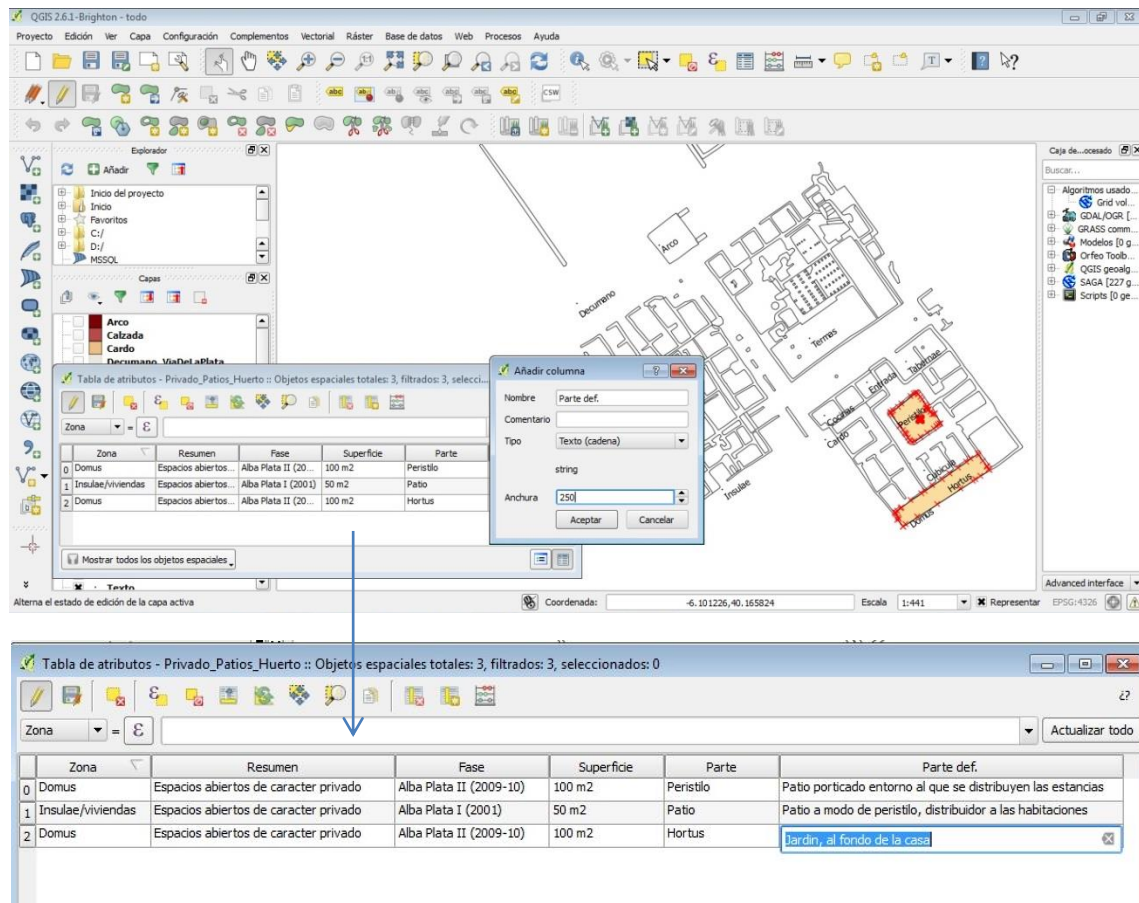 QGIS 2.6.1-Brighton - todo
Proyecto Edición Ver Capa Configuración Complementos Vectorial Ráster Base de datos Web Procesos Ayuda
CSW
Explorador
Añadir
Inicio del proyecto
Inicio
Favoritos
C:/
D:/
MSSQL
Capas
Arco
Calzada
Cardo
Decumano_ViaDeLaPlata
Arco
Decumano
Termas
Tabernae
Entrada
Peristilo
Cocinas
Cardo
Cubicula
Hortus
Domus
Insulae
Caja de...ocesado
Buscar...
Algoritmos usado...
Grid vol...
GDAL/OGR [...
GRASS comm...
Modelos [0 g...
Orfeo Toolb...
QGIS geoalg...
SAGA [227 g...
Scripts [0 ge...
Advanced interface
Tabla de atributos - Privado_Patios_Huerto :: Objetos espaciales totales: 3, filtrados: 3, selecci...
Zona = ε
Zona Resumen Fase Superficie Parte
0 Domus Espacios abiertos... Alba Plata II (20... 100 m2 Peristilo
1 Insulae/viviendas Espacios abiertos... Alba Plata I (2001) 50 m2 Patio
2 Domus Espacios abiertos... Alba Plata II (20... 100 m2 Hortus
Mostrar todos los objetos espaciales
Texto
Añadir columna
Nombre Parte def.
Comentario
Tipo Texto (cadena)
string
Anchura 250
Aceptar Cancelar
Alterna el estado de edición de la capa activa Coordenada: -6.101226,40.165824 Escala 1:441 Representar EPSG:4326
Tabla de atributos - Privado_Patios_Huerto :: Objetos espaciales totales: 3, filtrados: 3, seleccionados: 0
¿?
Zona = ε Actualizar todo
Zona Resumen Fase Superficie Parte Parte def.
0 Domus Espacios abiertos de caracter privado Alba Plata II (2009-10) 100 m2 Peristilo Patio porticado entorno al que se distribuyen las estancias
1 Insulae/viviendas Espacios abiertos de caracter privado Alba Plata I (2001) 50 m2 Patio Patio a modo de peristilo, distribuidor a las habitaciones
2 Domus Espacios abiertos de caracter privado Alba Plata II (2009-10) 100 m2 Hortus Jardin, al fondo de la casa